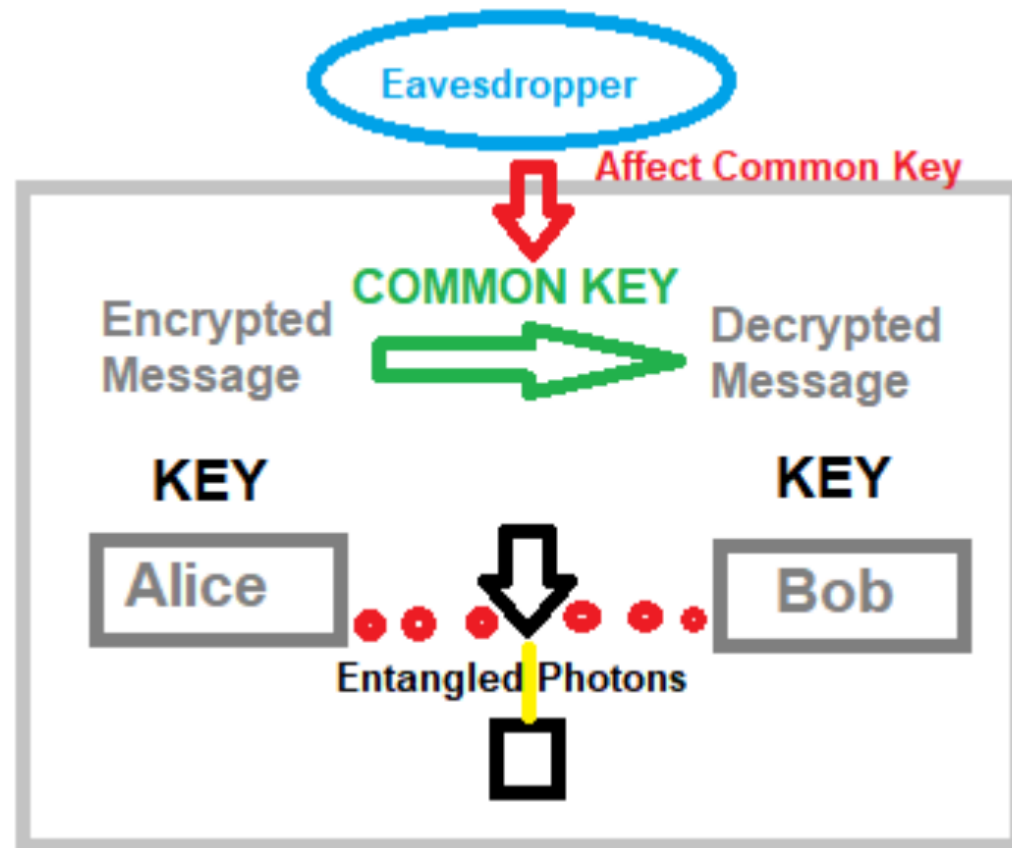 Eavesdropper
Affect Common Key
COMMON KEY
Encrypted
Message
Decrypted
Message
KEY
KEY
Alice
Bob
Entangled Photons